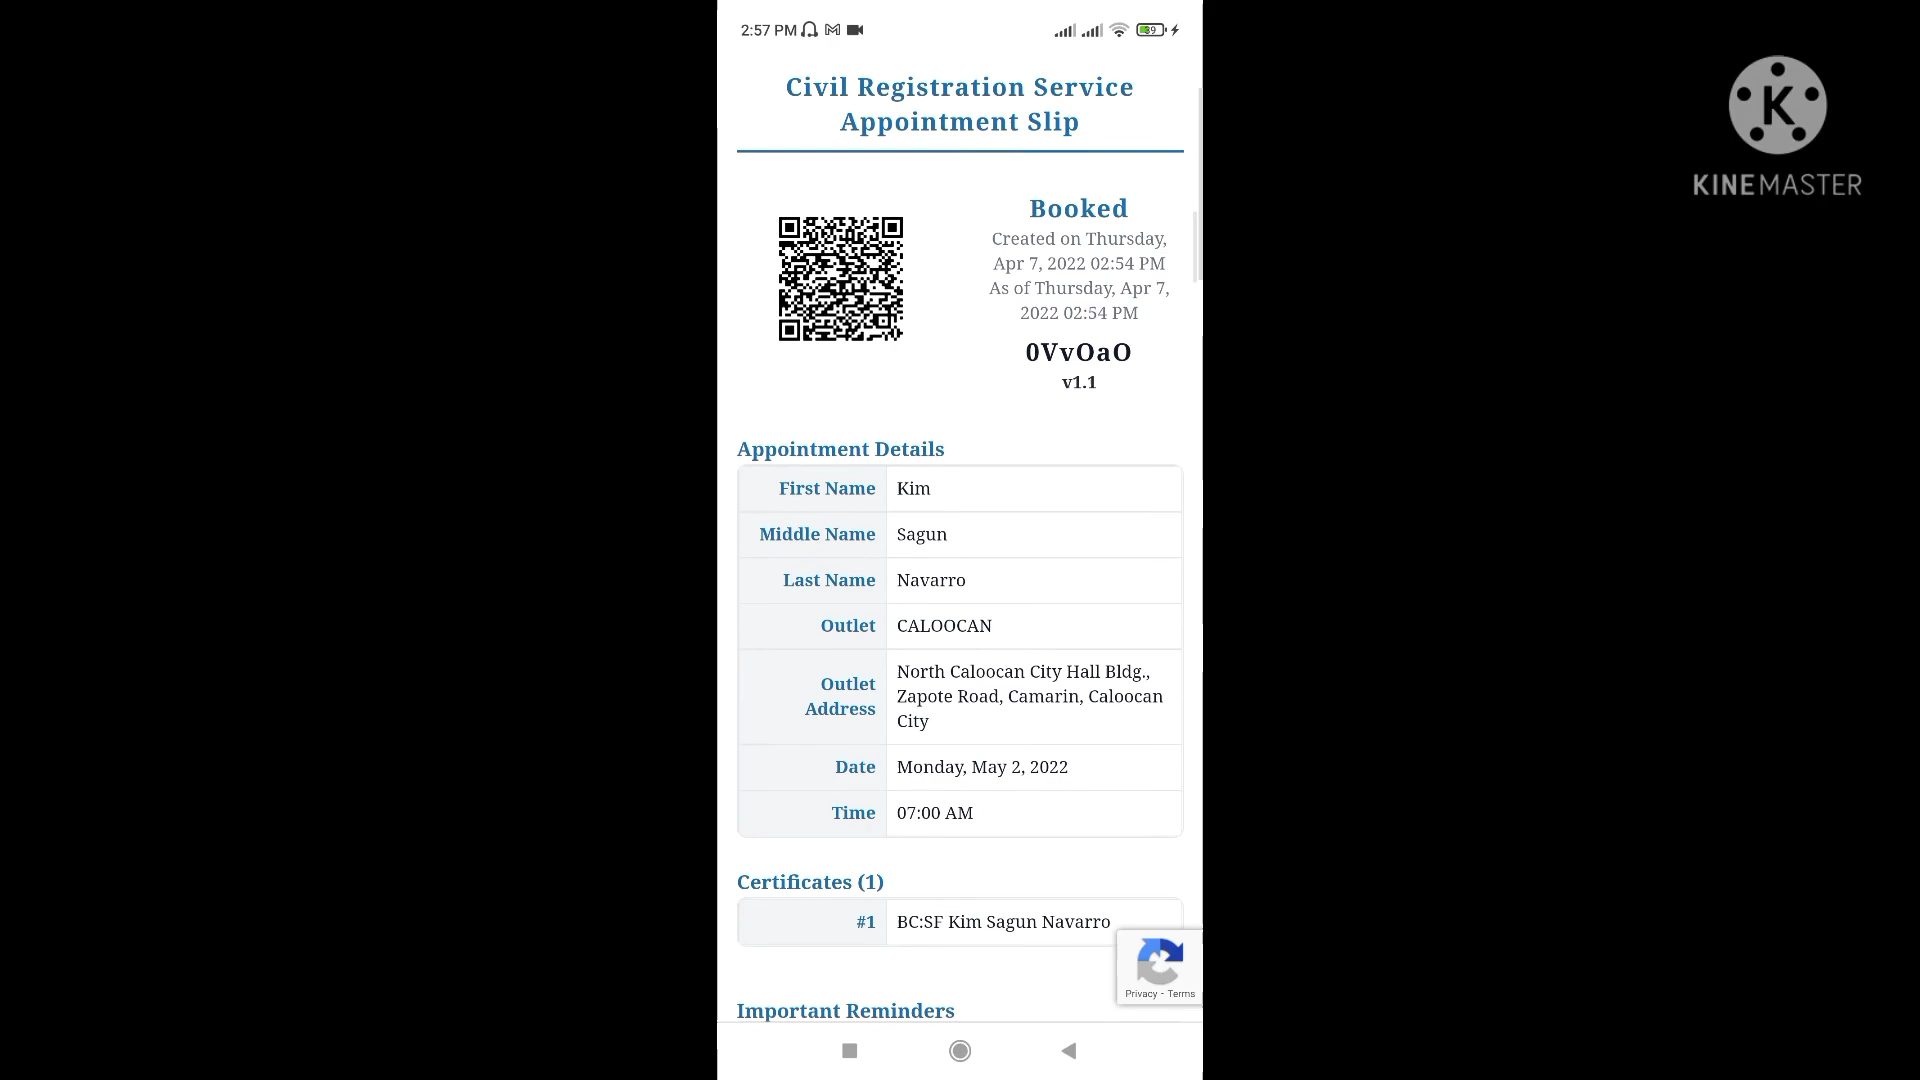 2:57 PM
39
Civil Registration Service
Appointment Slip
Booked
Created on Thursday,
Apr 7, 2022 02:54 PM
As of Thursday, Apr 7,
2022 02:54 PM
0VvOaO
v1.1
Appointment Details
First Name Kim
Middle Name Sagun
Last Name Navarro
Outlet CALOOCAN
Outlet Address North Caloocan City Hall Bldg.,
Zapote Road, Camarin, Caloocan
City
Date Monday, May 2, 2022
Time 07:00 AM
Certificates (1)
#1 BC:SF Kim Sagun Navarro
Privacy - Terms
Important Reminders
K
KINEMASTER